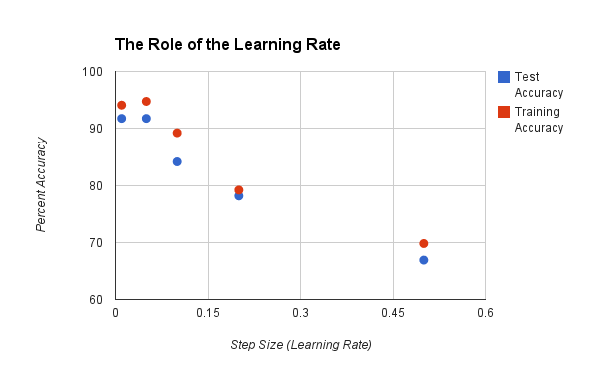 The Role of the Learning Rate
100
90
80
70
60
Percent Accuracy
0
0.15
0.3
0.45
0.6
Step Size (Learning Rate)
Test
Accuracy
Training
Accuracy